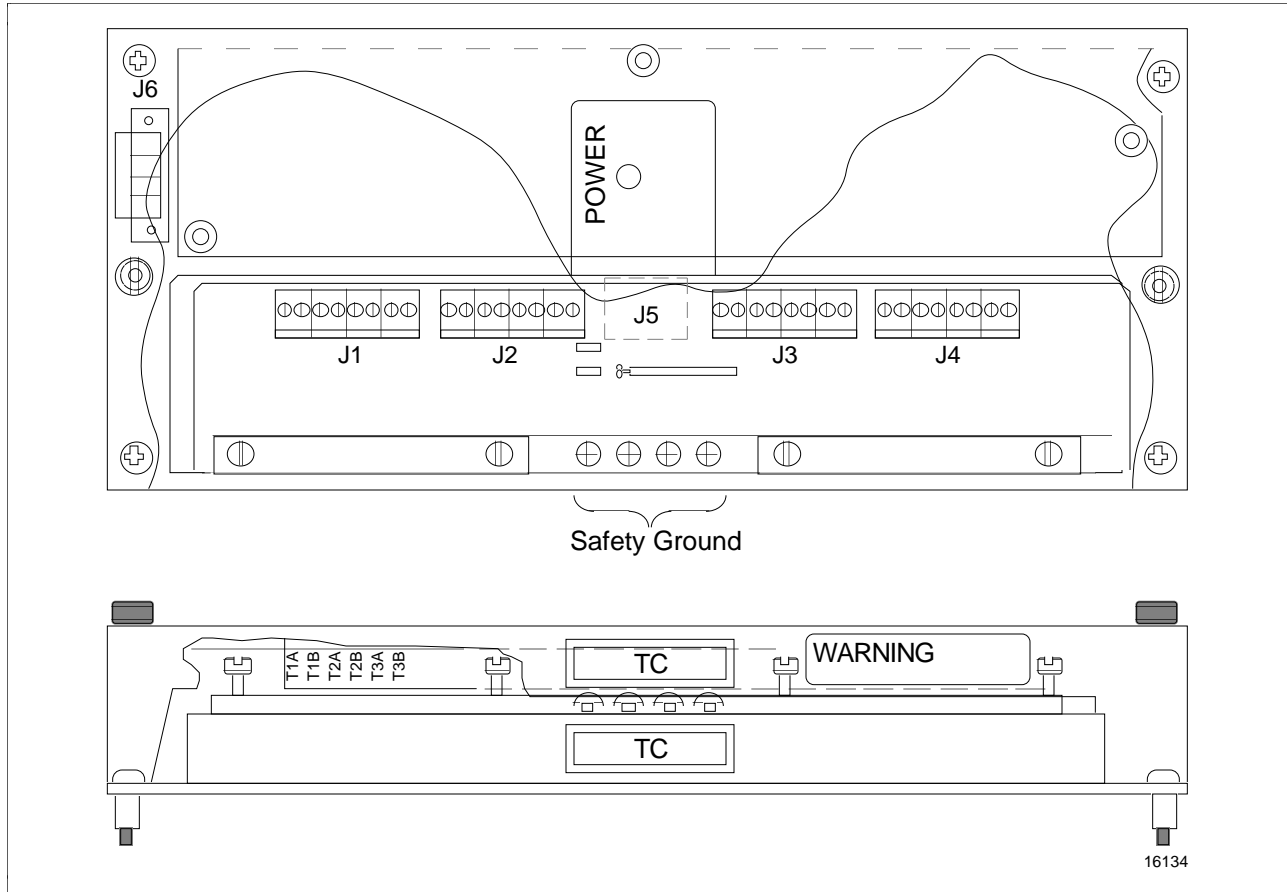 J6
POWER
J5
J1
J2
J3
J4
Safety Ground
T1A
T1B
T2A
T2B
T3A
T3B
TC
WARNING
TC
16134